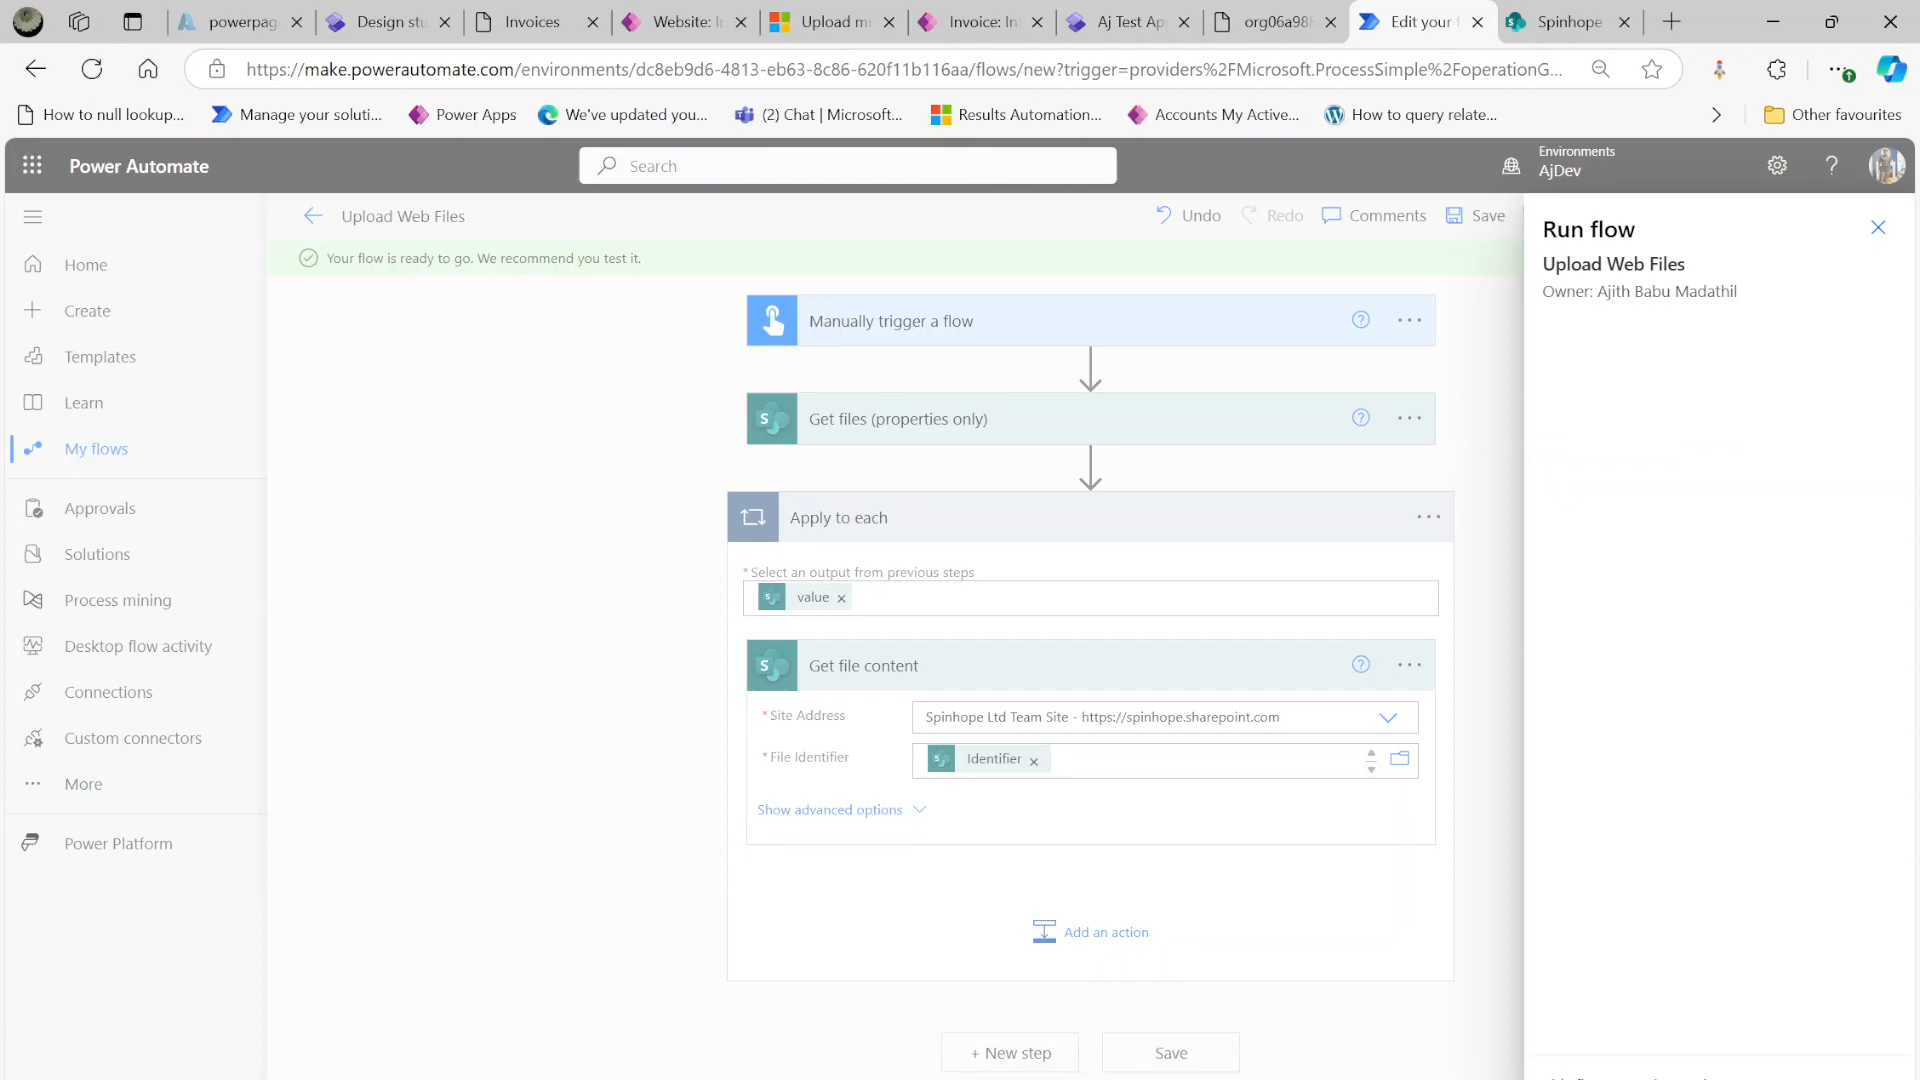 powerpag
Design stu
Invoices
Website: I
Upload m
Invoice: In
Aj Test Ap
org06a98
Edit your f
Spinhope
https://make.powerautomate.com/environments/dc8eb9d6-4813-eb63-8c86-620f11b116aa/flows/new?trigger=providers%2FMicrosoft.ProcessSimple%2FoperationG...
How to null lookup...
Manage your soluti...
Power Apps
We've updated you...
(2) Chat | Microsoft...
Results Automation...
Accounts My Active...
How to query relate...
Other favourites
Power Automate
Search
Environments
AjDev
Upload Web Files
Undo
Redo
Comments
Save
Your flow is ready to go. We recommend you test it.
Home
Create
Templates
Learn
My flows
Approvals
Solutions
Process mining
Desktop flow activity
Connections
Custom connectors
More
Power Platform
Manually trigger a flow
Get files (properties only)
Apply to each
* Select an output from previous steps
value
Get file content
* Site Address
Spinhope Ltd Team Site - https://spinhope.sharepoint.com
* File Identifier
Identifier
Show advanced options
Add an action
+ New step
Save
Run flow
Upload Web Files
Owner: Ajith Babu Madathil